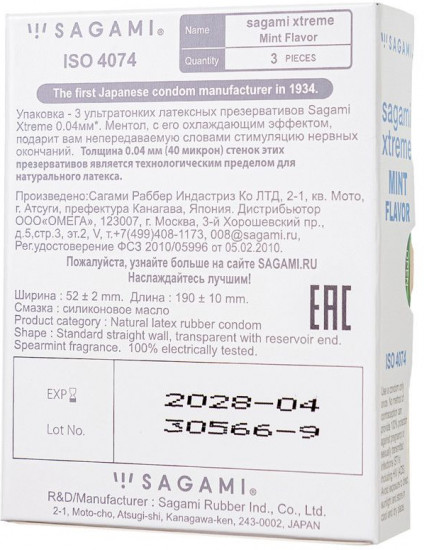 SAGAMI®
ISO 4074
Name
sagami xtreme
Mint Flavor
Quantity
3 PIECES
The first Japanese condom manufacturer in 1934.
Упаковка - 3 ультратонких латексных презервативов Sagami
Xtreme 0.04мм*. Ментол, с его охлаждающим эффектом,
подарит вам непередаваемую словами стимуляцию нервных
окончаний. Толщина 0.04 мм (40 микрон) стенок этих
презервативов является технологическим пределом для
натурального латекса.
Произведено:Сагами Раббер Индастриз Ко ЛТД, 2-1, кв. Мото,
г. Атсуги, префектура Канагава, Япония. Дистрибьютор
ООО«ОМЕГА», 123007, г. Москва, 3-й Хорошевский пр.,
д.5,стр.3, эт.2, V, т.+7(499)408-1173, 008@sagami.ru,
Рег.удостоверение ФСЗ 2010/05996 от 05.02.2010.
Пожалуйста, узнайте больше на сайте SAGAMI.RU
Наслаждайтесь лучшим!
Ширина : 52 ± 2 mm. Длина : 190 ± 10 mm.
Смазка : силиконовое масло
Product category : Natural latex rubber condom
Shape : Standard straight wall, transparent with reservoir end.
Spearmint fragrance. 100% electrically tested.
EAC
EXP
2028-04
Lot No.
30566-9
SAGAMI®
R&D/Manufacturer : Sagami Rubber Ind., Co., Ltd.
2-1, Moto-cho, Atsugi-shi, Kanagawa-ken, 243-0002, JAPAN
sagami
xtreme
MINT
FLAVOR
ISO 4074